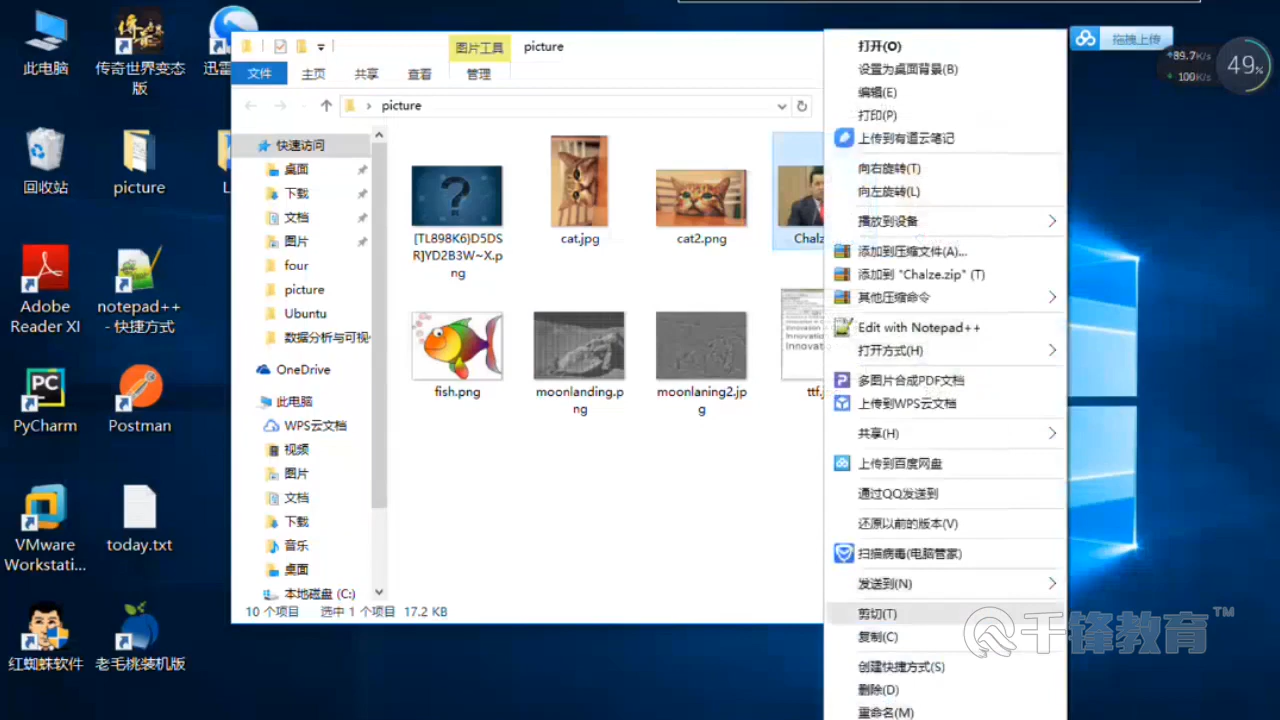 此电脑
传奇世界变态
版
迅雷
回收站
picture
Adobe
Reader XI
notepad++
- 快捷方式
PyCharm
Postman
VMware
Workstati...
today.txt
红蜘蛛软件
老毛桃装机版
图片工具
picture
文件
主页
共享
查看
管理
picture
快速访问
桌面
下载
文档
图片
four
picture
Ubuntu
数据分析与可视
OneDrive
此电脑
WPS云文档
视频
图片
文档
下载
音乐
桌面
本地磁盘 (C:)
[TL898K6)D5DS
R]YD2B3W~X.p
ng
cat.jpg
cat2.png
Chalz
fish.png
moonlanding.p
ng
moonlaning2.jp
g
ttf.
10 个项目
选中 1 个项目
17.2 KB
打开(O)
设置为桌面背景(B)
编辑(E)
打印(P)
上传到有道云笔记
向右旋转(T)
向左旋转(L)
播放到设备
添加到压缩文件(A)...
添加到 "Chalze.zip" (T)
其他压缩命令
Edit with Notepad++
打开方式(H)
多图片合成PDF文档
上传到WPS云文档
共享(H)
上传到百度网盘
通过QQ发送到
还原以前的版本(V)
扫描病毒(电脑管家)
发送到(N)
剪切(T)
复制(C)
创建快捷方式(S)
删除(D)
重命名(M)
拖拽上传
89.7K/s
100K/s
49%
千锋教育™